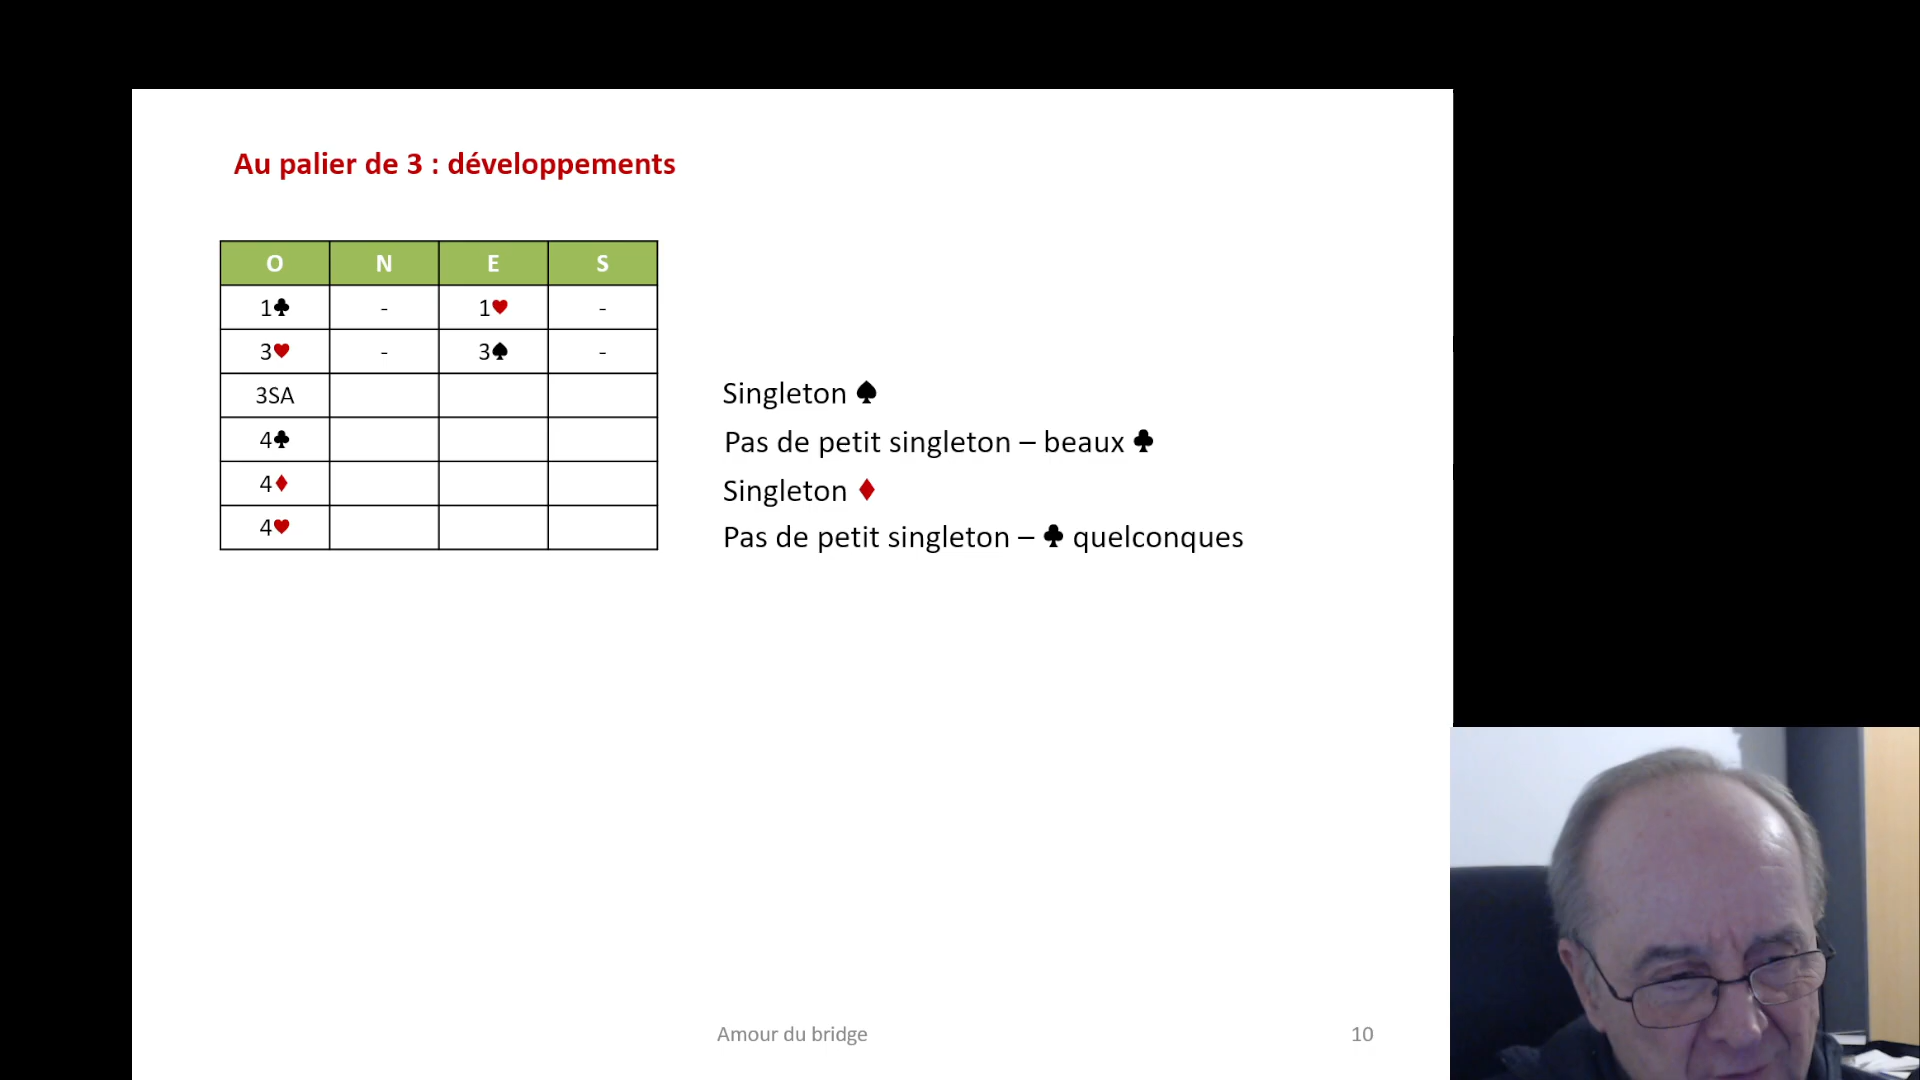 Au palier de 3 : développements
O N E S
1♣ - 1♥ -
3♥ - 3♠ -
3SA Singleton ♠
4♣ Pas de petit singleton – beaux ♣
4♦ Singleton ♦
4♥ Pas de petit singleton – ♣ quelconques
Amour du bridge 10